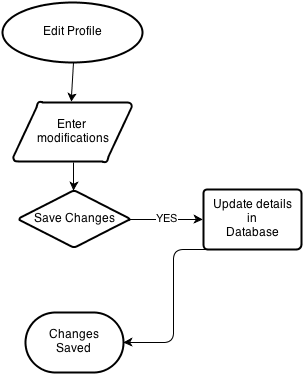 Edit Profile
Enter
modifications
Save Changes
YES
Update details
in
Database
Changes
Saved